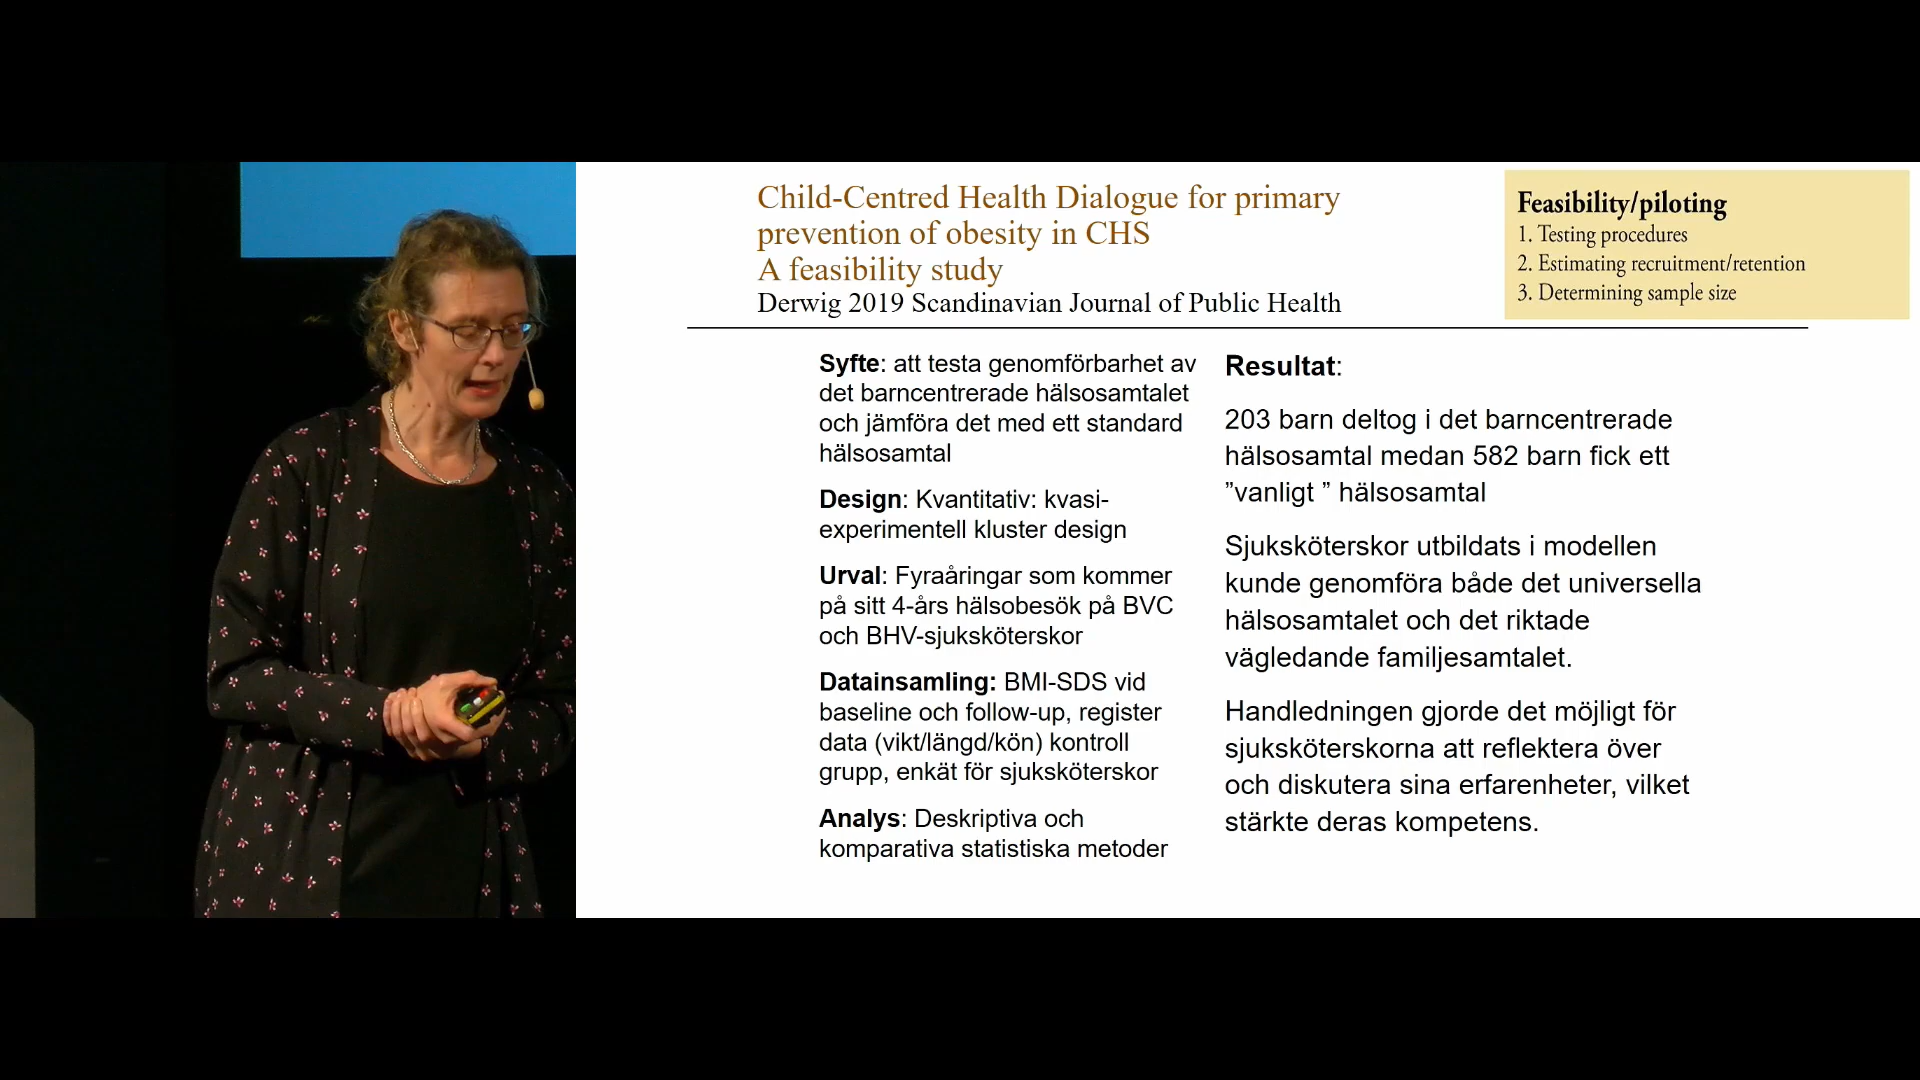 Child-Centred Health Dialogue for primary
prevention of obesity in CHS
A feasibility study
Derwig 2019 Scandinavian Journal of Public Health
Feasibility/piloting
1. Testing procedures
2. Estimating recruitment/retention
3. Determining sample size
Syfte: att testa genomförbarhet av
det barncentrerade hälsosamtalet
och jämföra det med ett standard
hälsosamtal
Design: Kvantitativ: kvasi-
experimentell kluster design
Urval: Fyraåringar som kommer
på sitt 4-års hälsobesök på BVC
och BHV-sjuksköterskor
Datainsamling: BMI-SDS vid
baseline och follow-up, register
data (vikt/längd/kön) kontroll
grupp, enkät för sjuksköterskor
Analys: Deskriptiva och
komparativa statistiska metoder
Resultat:
203 barn deltog i det barncentrerade
hälsosamtal medan 582 barn fick ett
”vanligt ” hälsosamtal
Sjuksköterskor utbildats i modellen
kunde genomföra både det universella
hälsosamtalet och det riktade
vägledande familjesamtalet.
Handledningen gjorde det möjligt för
sjuksköterskorna att reflektera över
och diskutera sina erfarenheter, vilket
stärkte deras kompetens.